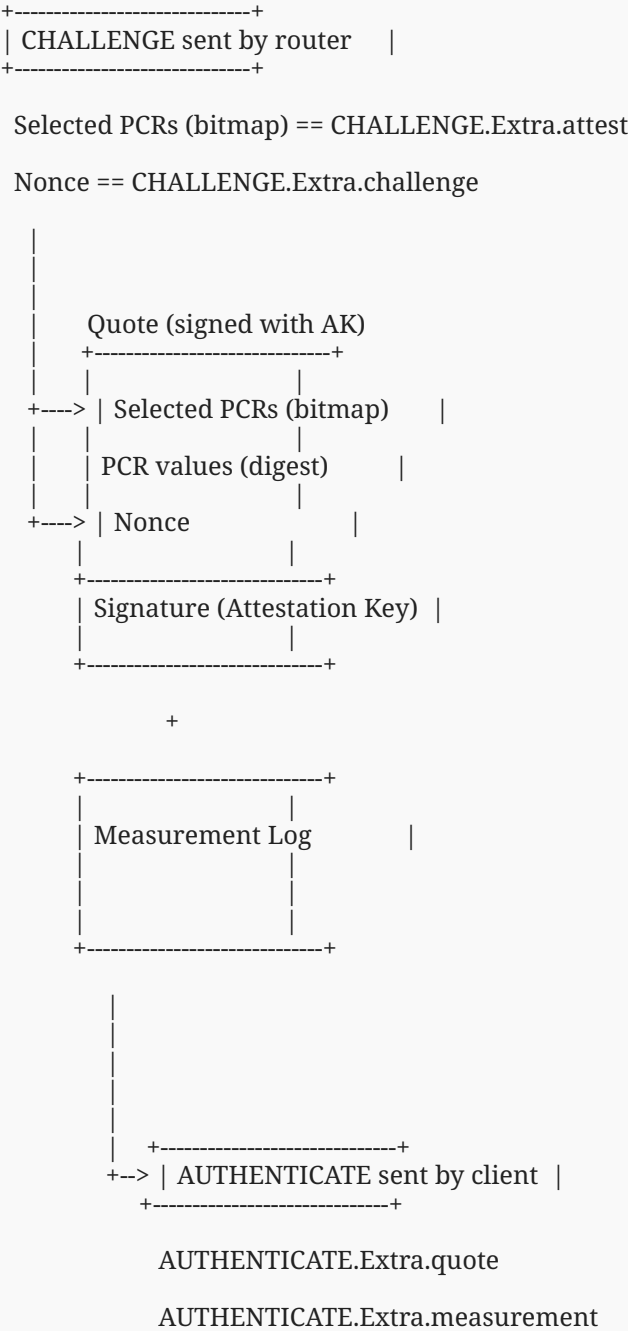 +------------------------------+
| CHALLENGE sent by router     |
+------------------------------+
Selected PCRs (bitmap) == CHALLENGE.Extra.attest
Nonce == CHALLENGE.Extra.challenge
|
|
|
|      Quote (signed with AK)
|     +------------------------------+
|     |                              |
+----> | Selected PCRs (bitmap)       |
|     |                              |
|     | PCR values (digest)          |
|     |                              |
+----> | Nonce                        |
|                              |
+------------------------------+
| Signature (Attestation Key)  |
|                              |
+------------------------------+
+
+------------------------------+
|                              |
| Measurement Log              |
|                              |
|                              |
|                              |
+------------------------------+
|
|
|
|
|
|   +------------------------------+
+--> | AUTHENTICATE sent by client  |
+------------------------------+
AUTHENTICATE.Extra.quote
AUTHENTICATE.Extra.measurement